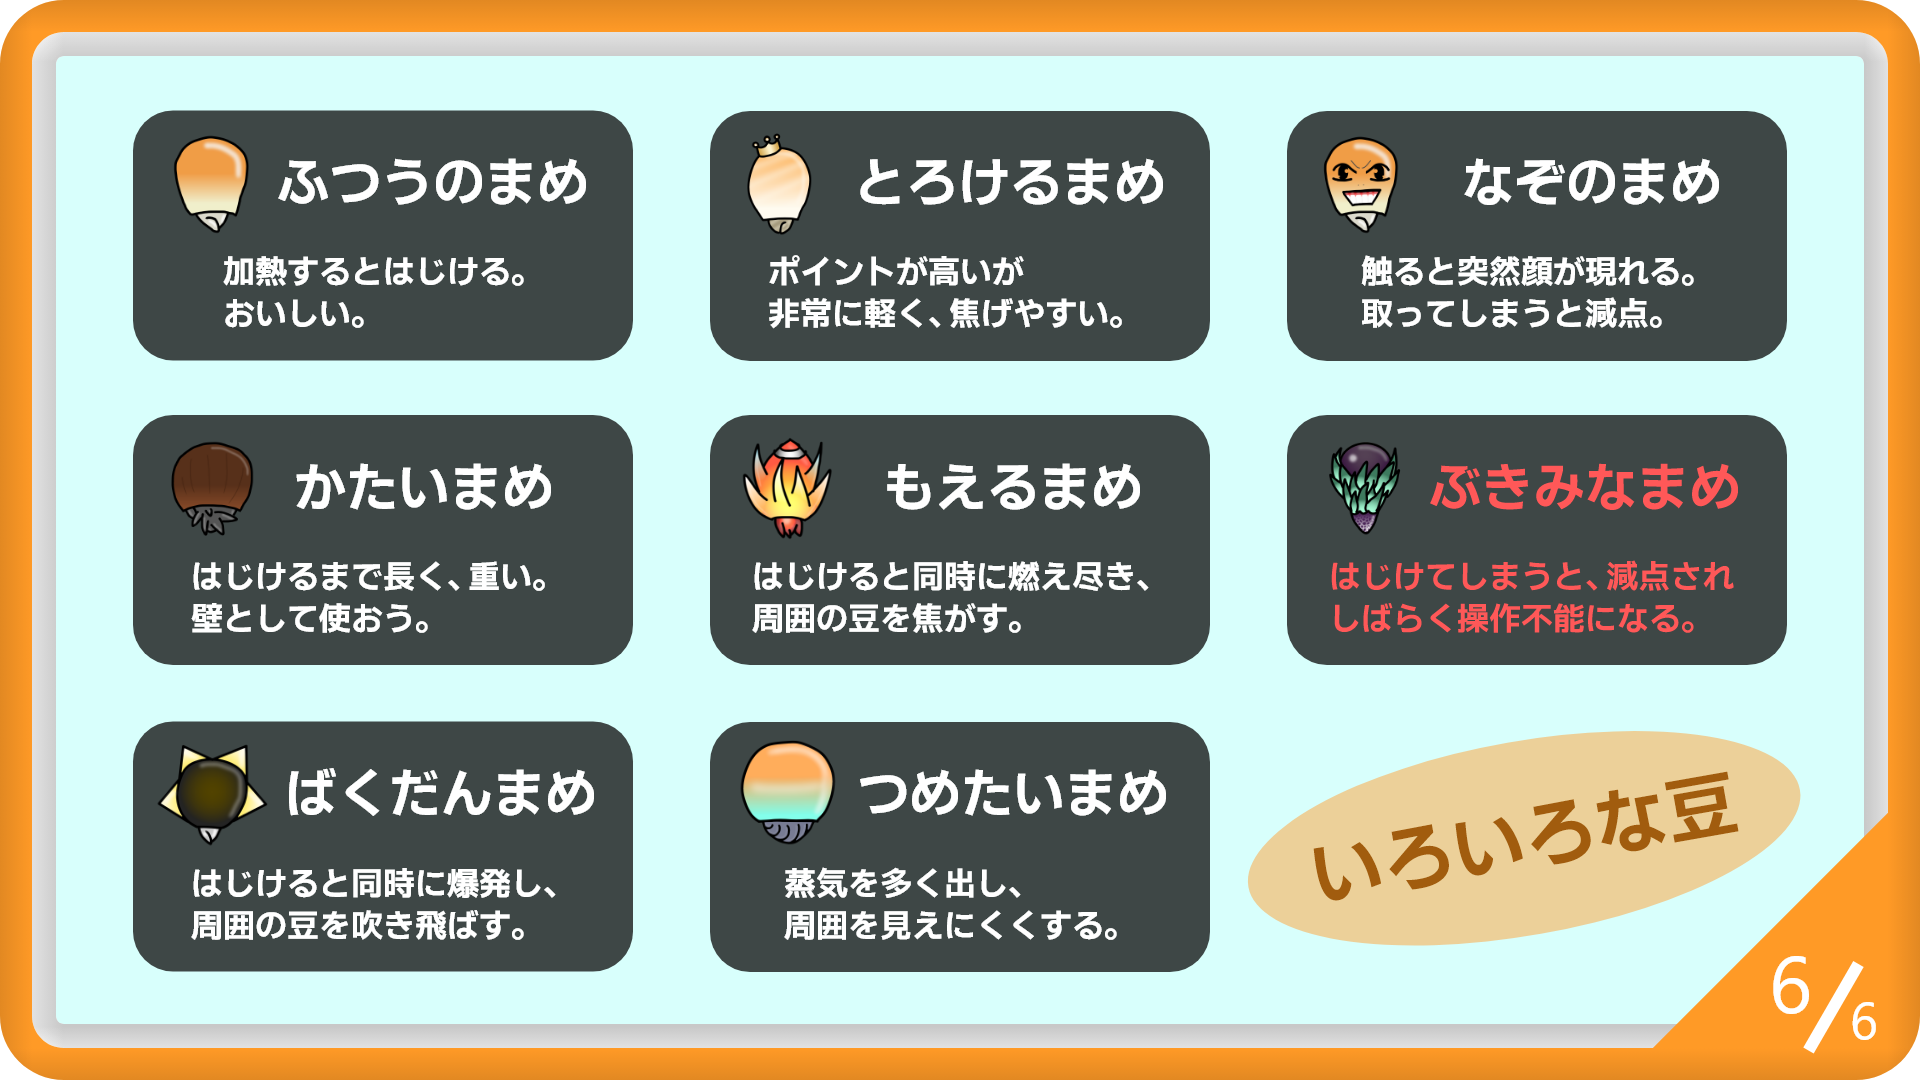 ふつうのまめ
加熱するとはじける。
おいしい。
とろけるまめ
ポイントが高いが
非常に軽く、焦げやすい。
なぞのまめ
触ると突然顔が現れる。
取ってしまうと減点。
かたいまめ
はじけるまで長く、重い。
壁として使おう。
もえるまめ
はじけると同時に燃え尽き、
周囲の豆を焦がす。
ぶきみなまめ
はじけてしまうと、減点され
しばらく操作不能になる。
ばくだんまめ
はじけると同時に爆発し、
周囲の豆を吹き飛ばす。
つめたいまめ
蒸気を多く出し、
周囲を見えにくくする。
いろいろな豆
6/6